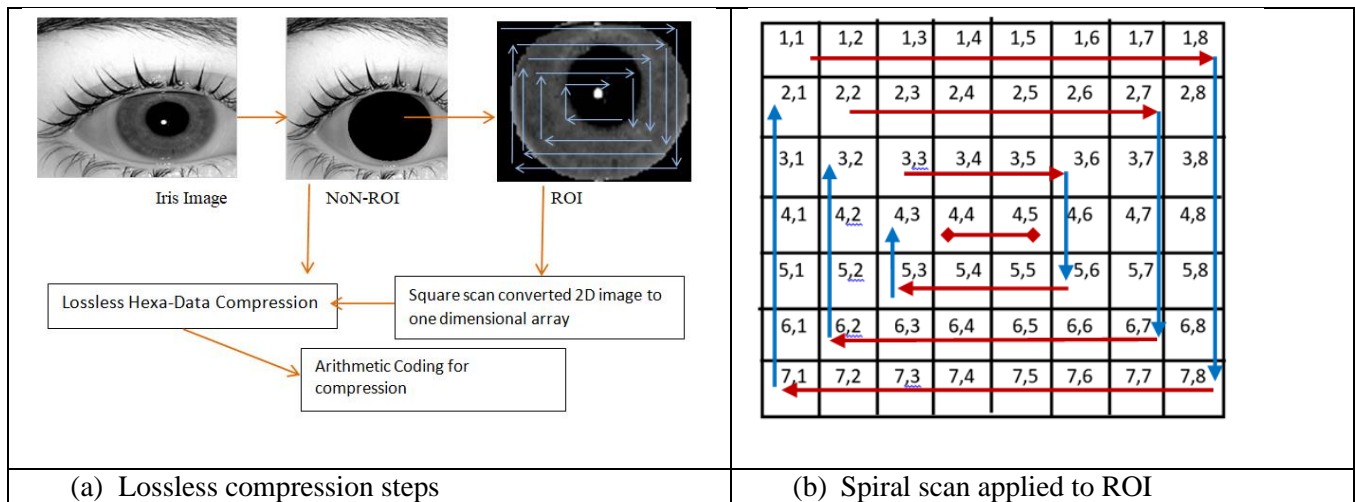 Iris Image
NoN-ROI
ROI
Lossless Hexa-Data Compression
Square scan converted 2D image to
one dimensional array
Arithmetic Coding for
compression
1,1 1,2 1,3 1,4 1,5 1,6 1,7 1,8
2,1 2,2 2,3 2,4 2,5 2,6 2,7 2,8
3,1 3,2 3,3 3,4 3,5 3,6 3,7 3,8
4,1 4,2 4,3 4,4 4,5 4,6 4,7 4,8
5,1 5,2 5,3 5,4 5,5 5,6 5,7 5,8
6,1 6,2 6,3 6,4 6,5 6,6 6,7 6,8
7,1 7,2 7,3 7,4 7,5 7,6 7,7 7,8
(a) Lossless compression steps
(b) Spiral scan applied to ROI